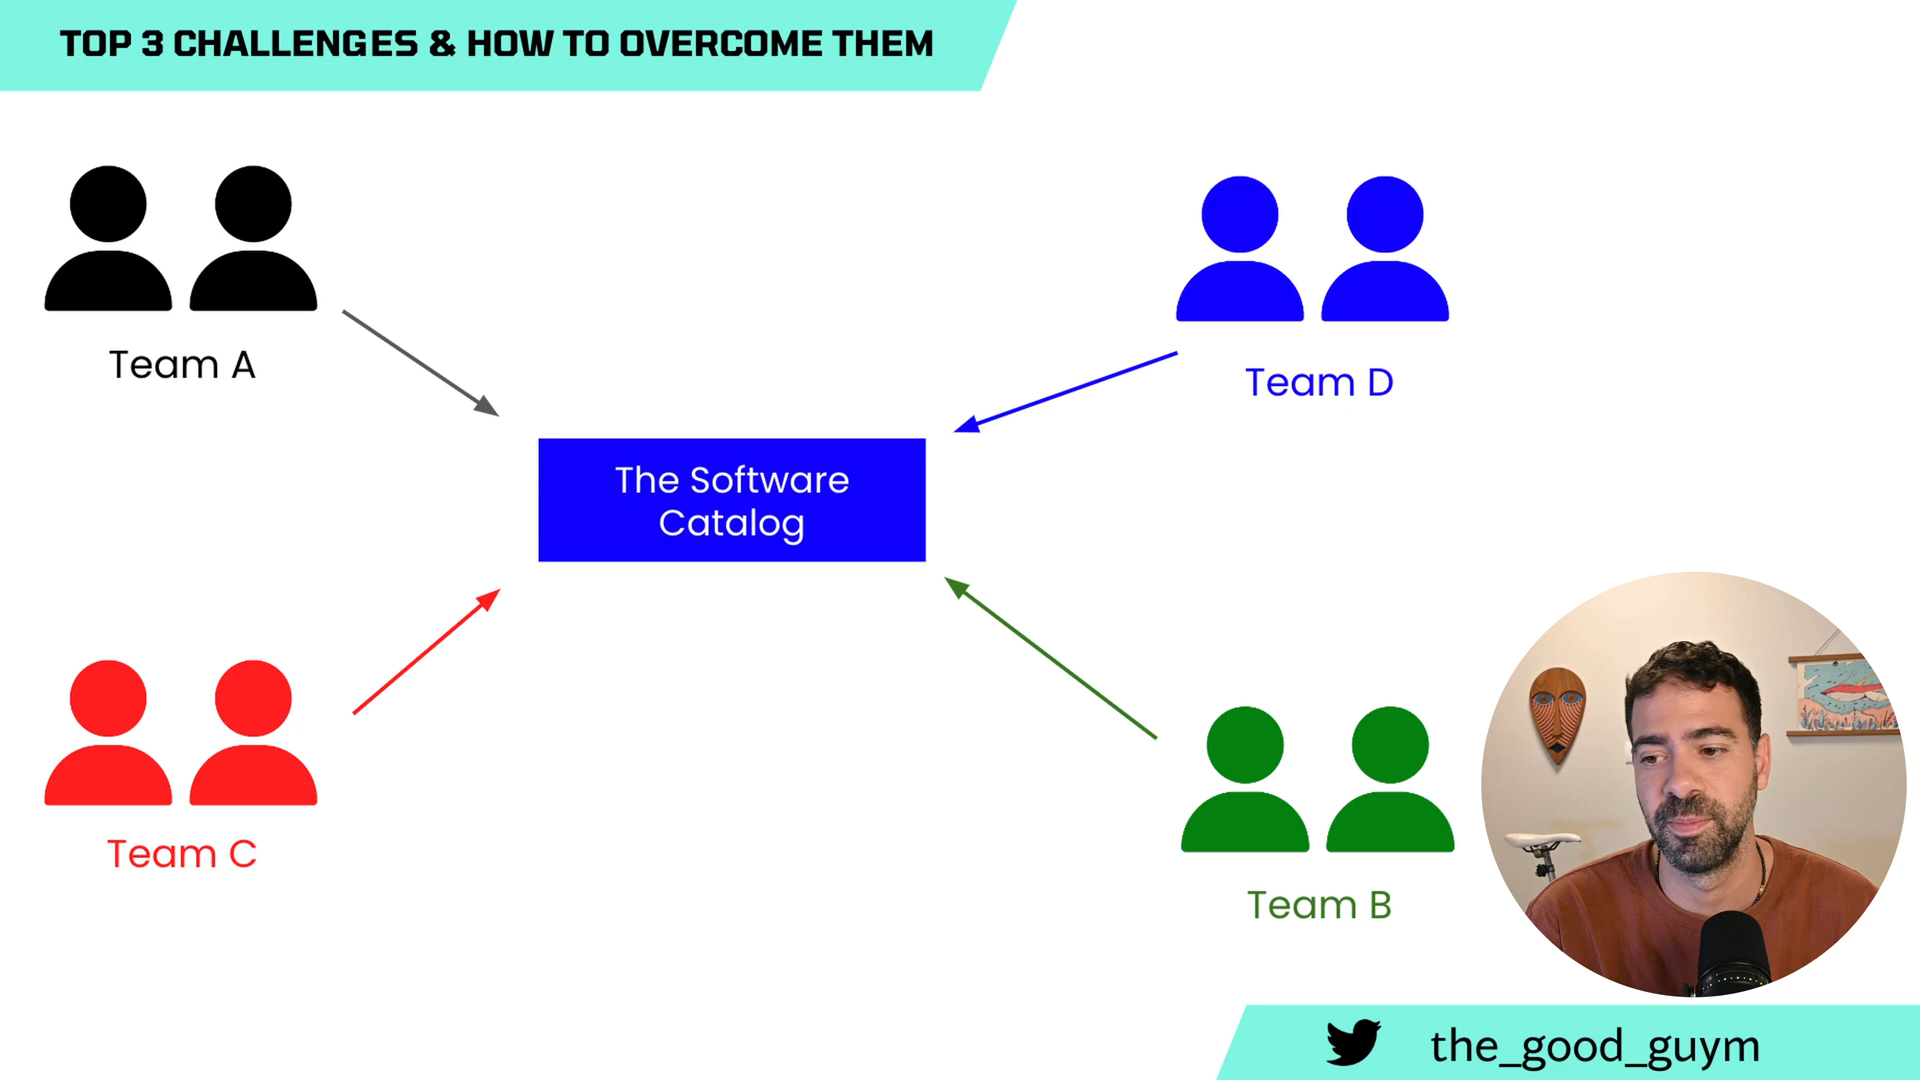 TOP 3 CHALLENGES & HOW TO OVERCOME THEM
Team A
Team D
The Software
Catalog
Team C
Team B
the_good_guym